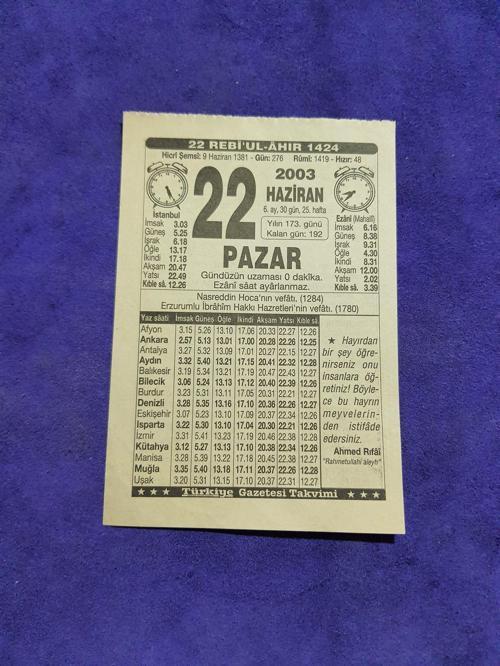 22 REBİ'UL-ÂHIR 1424
Hicrî Şemsî: 9 Haziran 1381 - Gün: 276 Rûmî: 1419 - Hızır: 48
22
2003
HAZİRAN
6. ay, 30 gün, 25. hafta
Yılın 173. günü
Kalan gün: 192
PAZAR
Gündüzün uzaması 0 dakîka.
Ezânî sâat ayârlanmaz.
İstanbul
İmsak 3.03
Güneş 5.25
İşrak 6.18
Öğle 13.17
İkindi 17.18
Akşam 20.47
Yatsı 22.49
Kıble sâ. 12.26
Ezânî (Mahallî)
İmsak 6.16
Güneş 8.38
İşrak 9.31
Öğle 4.30
İkindi 8.31
Akşam 12.00
Yatsı 2.02
Kıble sâ. 3.39
Nasreddin Hoca'nın vefâtı. (1284)
Erzurumlu İbrâhîm Hakkı Hazretleri'nin vefâtı. (1780)
Yaz sâati İmsak Güneş Öğle İkindi Akşam Yatsı Kıble sâ.
Afyon 3.15 5.26 13.10 17.06 20.33 22.27 12.26
Ankara 2.57 5.13 13.01 17.00 20.28 22.26 12.25
Antalya 3.27 5.32 13.09 17.01 20.27 22.15 12.27
Aydın 3.32 5.40 13.21 17.15 20.41 22.32 12.28
Balıkesir 3.19 5.34 13.21 17.19 20.47 22.43 12.27
Bilecik 3.06 5.24 13.13 17.12 20.40 22.39 12.26
Burdur 3.23 5.31 13.11 17.05 20.31 22.22 12.27
Denizli 3.28 5.35 13.16 17.10 20.36 22.27 12.27
Eskişehir 3.07 5.23 13.11 17.09 20.37 22.34 12.26
Isparta 3.22 5.30 13.10 17.04 20.30 22.21 12.26
İzmir 3.31 5.41 13.23 17.19 20.46 22.38 12.28
Kütahya 3.12 5.27 13.13 17.10 20.38 22.34 12.26
Manisa 3.28 5.39 13.22 17.18 20.45 22.38 12.27
Muğla 3.35 5.40 13.18 17.11 20.37 22.26 12.28
Uşak 3.20 5.31 13.15 17.10 20.37 22.30 12.27
★ Hayırdan
bir şey öğre-
nirseniz onu
insanlara öğ-
retiniz! Böyle-
ce bu hayrın
meyvelerin-
den istifâde
edersiniz.
Ahmed Rıfâî
"Rahmetullahi aleyh"
★ ★ ★ Türkiye Gazetesi Takvimi ★ ★ ★